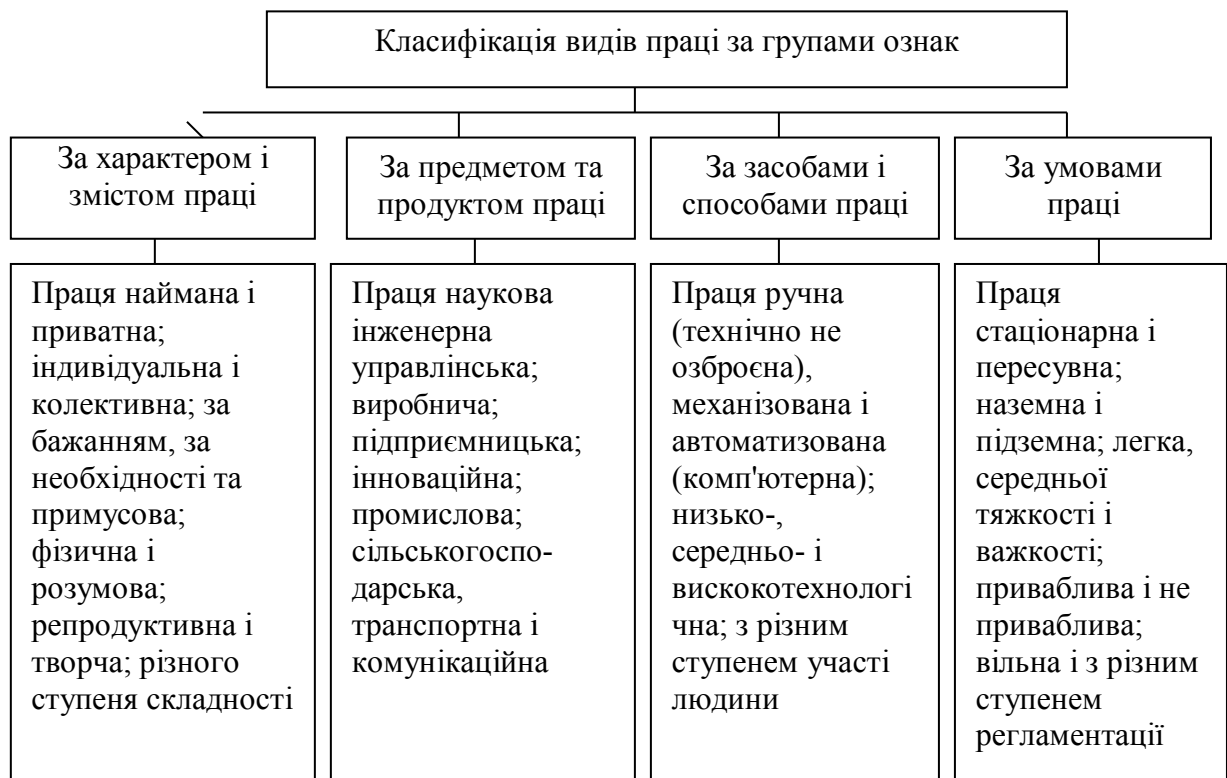 Класифікація видів праці за групами ознак
За характером і
змістом праці
За предметом та
продуктом праці
За засобами і
способами праці
За умовами
праці
Праця наймана і
приватна;
індивідуальна і
колективна; за
бажанням, за
необхідності та
примусова;
фізична і
розумова;
репродуктивна і
творча; різного
ступеня складності
Праця наукова
інженерна
управлінська;
виробнича;
підприємницька;
інноваційна;
промислова;
сільськогоспо-
дарська,
транспортна і
комунікаційна
Праця ручна
(технічно не
озброєна),
механізована і
автоматизована
(комп'ютерна);
низько-,
середньо- і
вискокотехнологі
чна; з різним
ступенем участі
людини
Праця
стаціонарна і
пересувна;
наземна і
підземна; легка,
середньої
тяжкості і
важкості;
приваблива і не
приваблива;
вільна і з різним
ступенем
регламентації